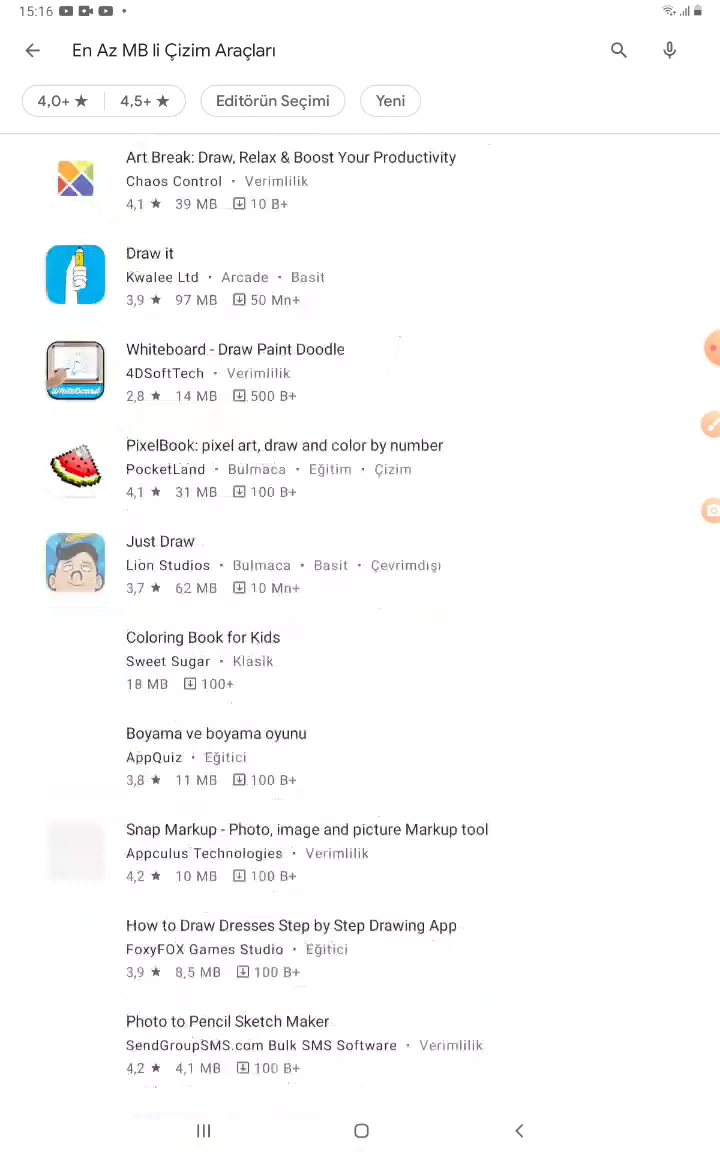 15:16
En Az MB li Çizim Araçları
4,0+ ★ 4,5+ ★ Editörün Seçimi Yeni
Art Break: Draw, Relax & Boost Your Productivity
Chaos Control • Verimlilik
4,1 ★ 39 MB 10 B+
Draw it
Kwalee Ltd • Arcade • Basit
3,9 ★ 97 MB 50 Mn+
Whiteboard - Draw Paint Doodle
4DSoftTech • Verimlilik
2,8 ★ 14 MB 500 B+
WhiteBoard
PixelBook: pixel art, draw and color by number
PocketLand • Bulmaca • Eğitim • Çizim
4,1 ★ 31 MB 100 B+
Just Draw
Lion Studios • Bulmaca • Basit • Çevrimdışı
3,7 ★ 62 MB 10 Mn+
Coloring Book for Kids
Sweet Sugar • Klasik
18 MB 100+
Boyama ve boyama oyunu
AppQuiz • Eğitici
3,8 ★ 11 MB 100 B+
Snap Markup - Photo, image and picture Markup tool
Appculus Technologies • Verimlilik
4,2 ★ 10 MB 100 B+
How to Draw Dresses Step by Step Drawing App
FoxyFOX Games Studio • Eğitici
3,9 ★ 8,5 MB 100 B+
Photo to Pencil Sketch Maker
SendGroupSMS.com Bulk SMS Software • Verimlilik
4,2 ★ 4,1 MB 100 B+